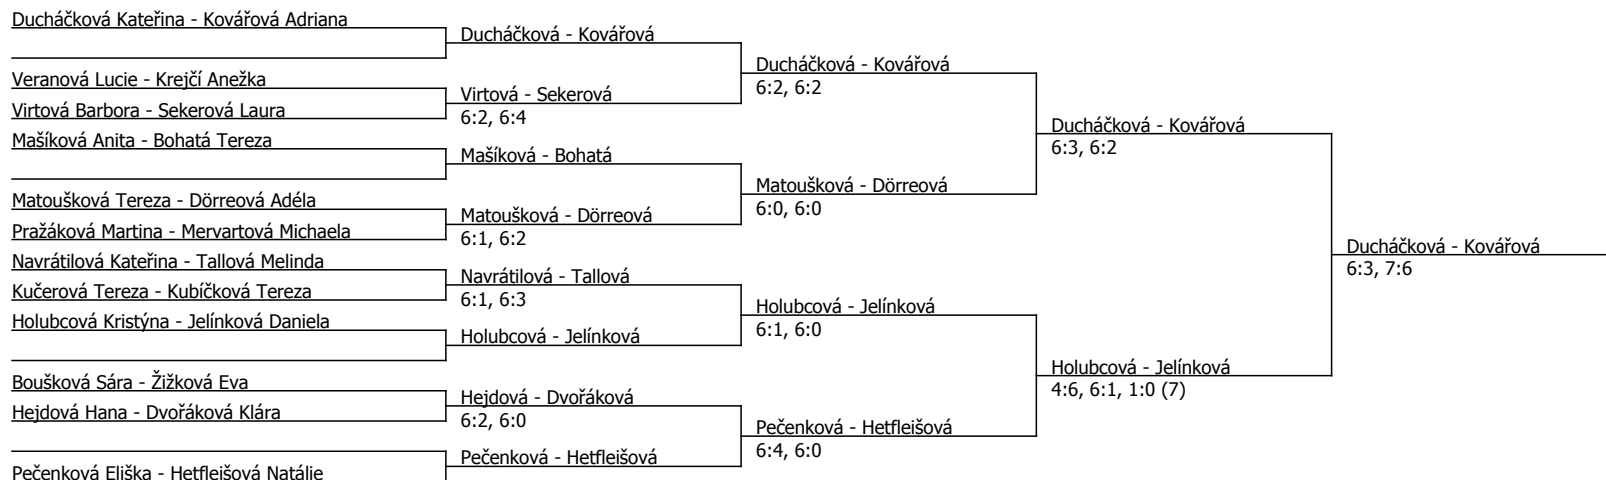 Ducháčková Kateřina - Kovářová Adriana
Veranová Lucie - Krejčí Anežka
Virtová Barbora - Sekerová Laura
Mašíková Anita - Bohatá Tereza
Matoušková Tereza - Dörreová Adéla
Pražáková Martina - Mervartová Michaela
Navrátilová Kateřina - Tallová Melinda
Kučerová Tereza - Kubíčková Tereza
Holubcová Kristýna - Jelínková Daniela
Boušková Sára - Žižková Eva
Hejdová Hana - Dvořáková Klára
Pečenková Eliška - Hetfleišová Natálie
Ducháčková - Kovářová
Virtová - Sekerová
6:2, 6:4
Mašíková - Bohatá
Matoušková - Dörreová
6:1, 6:2
Navrátilová - Tallová
6:1, 6:3
Holubcová - Jelínková
Hejdová - Dvořáková
6:2, 6:0
Pečenková - Hetfleišová
Ducháčková - Kovářová
6:2, 6:2
Matoušková - Dörreová
6:0, 6:0
Holubcová - Jelínková
6:1, 6:0
Pečenková - Hetfleišová
6:4, 6:0
Ducháčková - Kovářová
6:3, 6:2
Holubcová - Jelínková
4:6, 6:1, 1:0 (7)
Ducháčková - Kovářová
6:3, 7:6